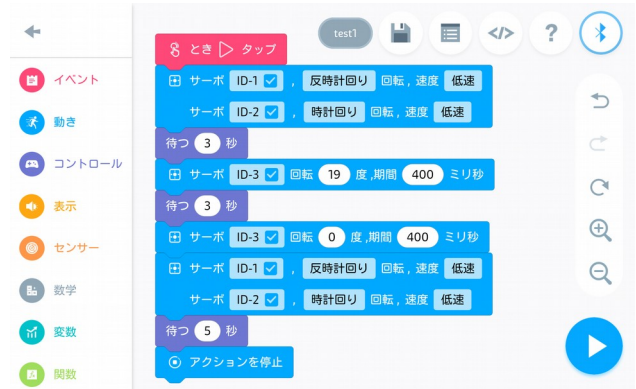 test1
</>
?
とき タップ
イベント
サーボ ID-1 , 反時計回り 回転, 速度 低速
サーボ ID-2 , 時計回り 回転, 速度 低速
動き
待つ 3 秒
コントロール
サーボ ID-3 回転 19 度 ,期間 400 ミリ秒
待つ 3 秒
表示
サーボ ID-3 回転 0 度 ,期間 400 ミリ秒
センサー
サーボ ID-1 , 反時計回り 回転, 速度 低速
数学
サーボ ID-2 , 時計回り 回転, 速度 低速
変数
待つ 5 秒
アクションを停止
関数